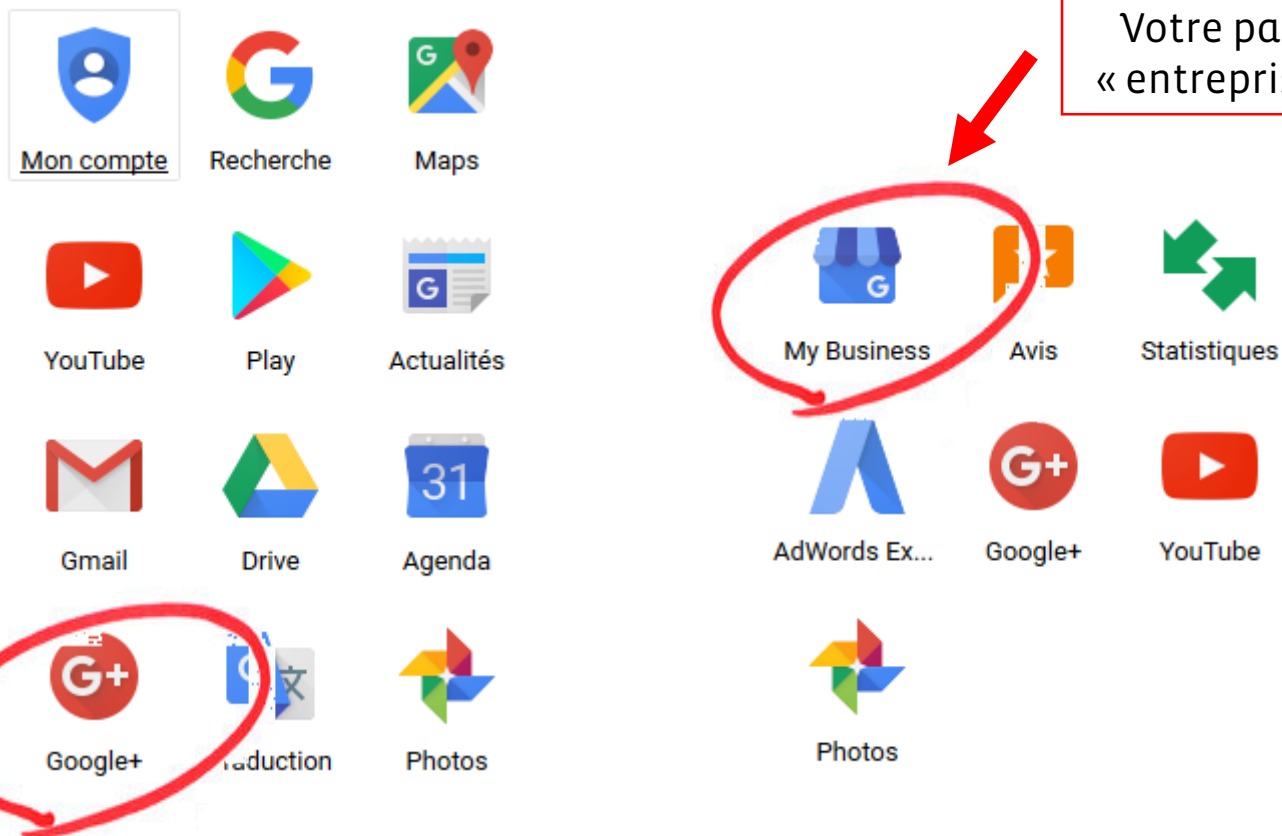 Votre pa
« entrepri
Mon compte
Recherche
Maps
YouTube
Play
Actualités
My Business
Avis
Statistiques
Gmail
Drive
31
Agenda
AdWords Ex...
G+
Google+
YouTube
G+
Google+
aduction
Photos
Photos